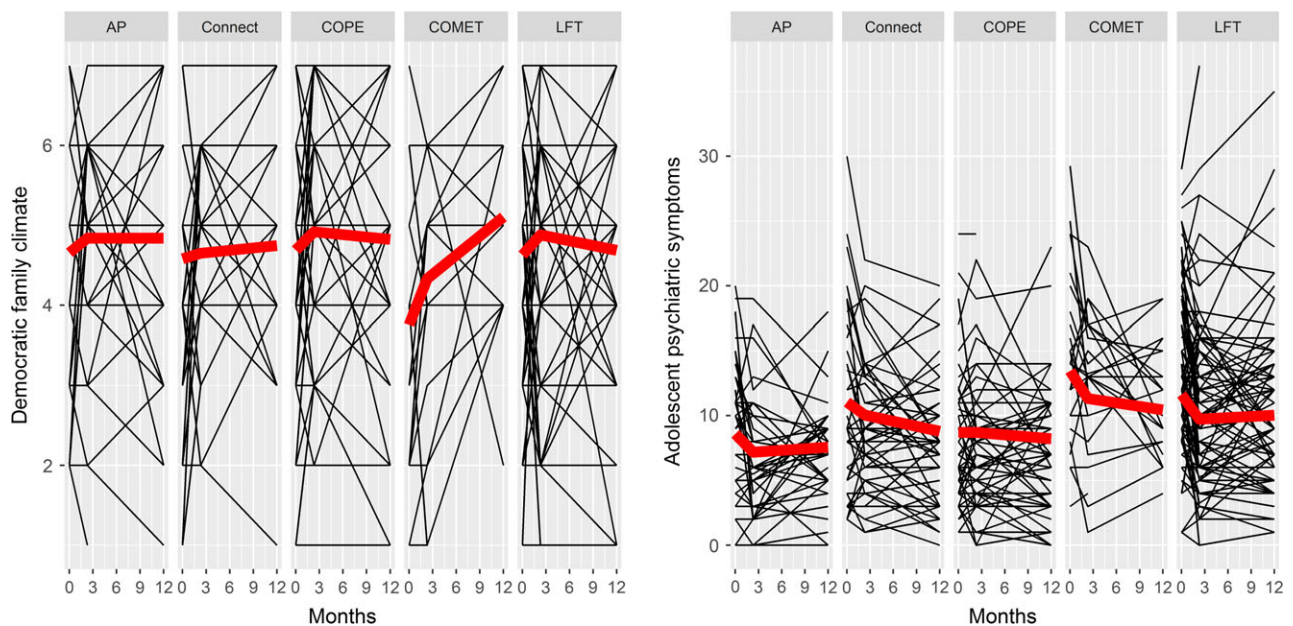 AP Connect COPE COMET LFT
Democratic family climate
6
4
2
0 3 6 9 12 0 3 6 9 12 0 3 6 9 12 0 3 6 9 12 0 3 6 9 12
Months
AP Connect COPE COMET LFT
Adolescent psychiatric symptoms
30
20
10
0
0 3 6 9 12 0 3 6 9 12 0 3 6 9 12 0 3 6 9 12 0 3 6 9 12
Months